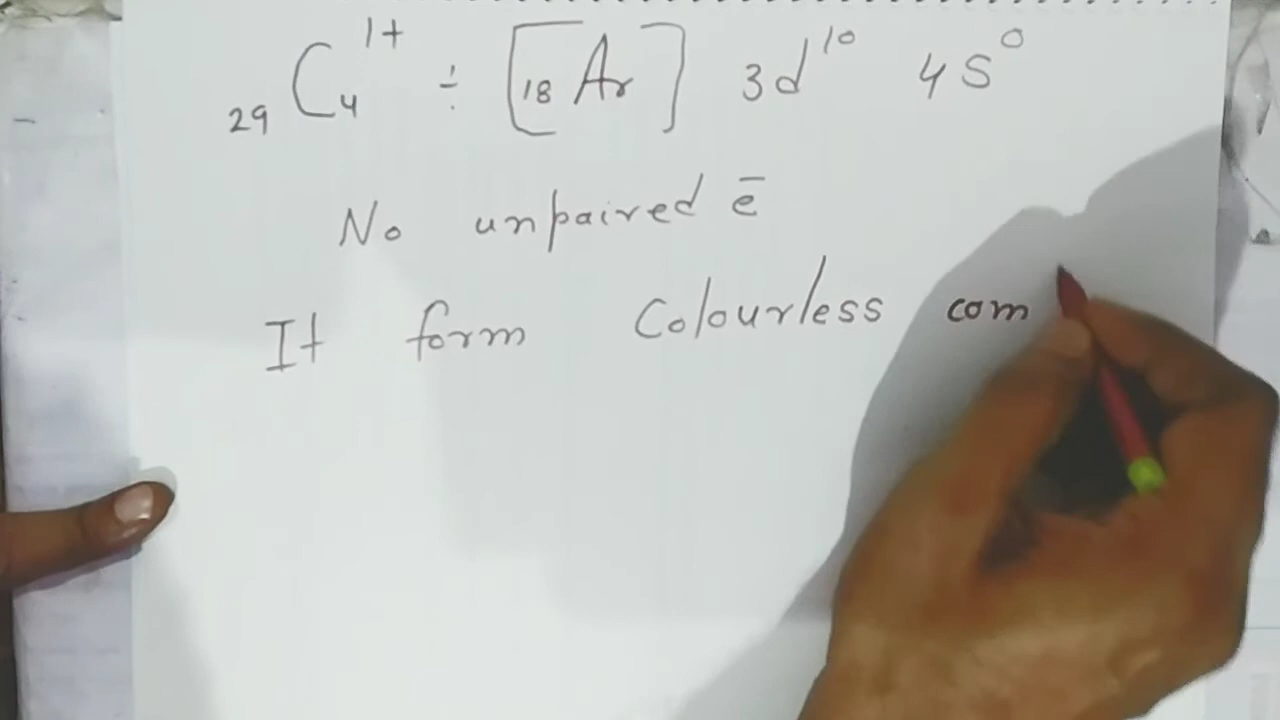 29 Cu 1+ ÷ [18 Ar] 3d10 4s0
No unpaired ē
It form Colourless com